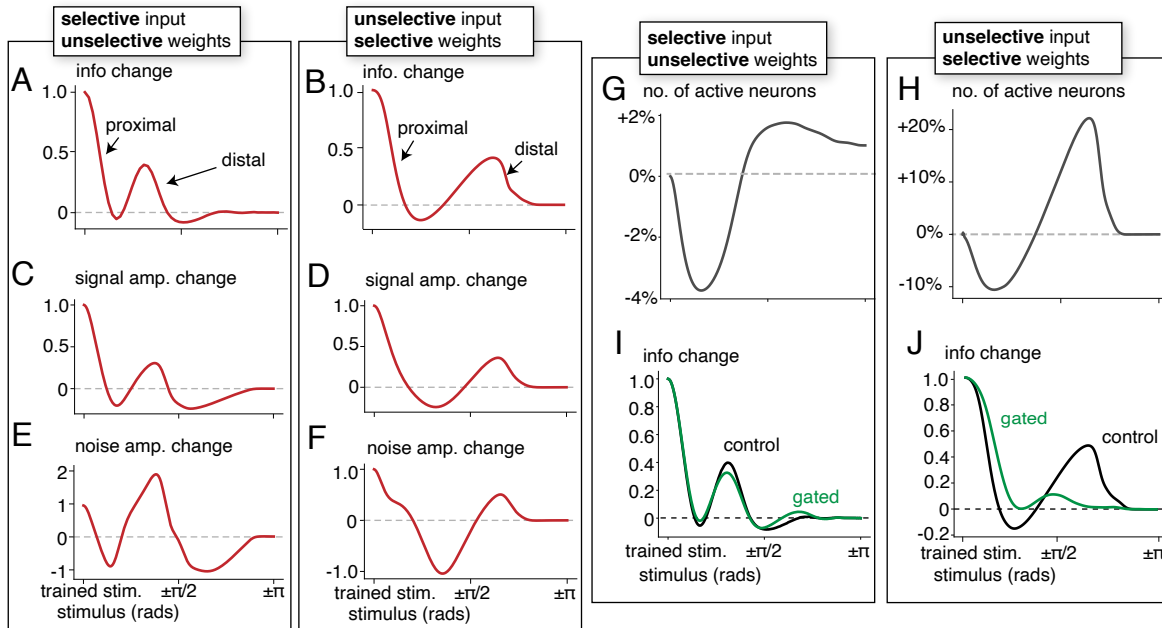 selective input
unselective weights
A
info change
1.0
0.5
0
proximal
distal
C
signal amp. change
1.0
0
E
noise amp. change
2
1
0
-1
trained stim.
±π/2
±π
stimulus (rads)
unselective input
selective weights
B
info. change
1.0
0.5
0
proximal
distal
D
signal amp. change
1.0
0
F
noise amp. change
1.0
0
-1.0
trained stim.
±π/2
±π
stimulus (rads)
selective input
unselective weights
G
no. of active neurons
+2%
0%
-2%
-4%
I
info change
1.0
0.8
0.6
0.4
0.2
0
control
gated
trained stim.
±π/2
±π
stimulus (rads)
unselective input
selective weights
H
no. of active neurons
+20%
+10%
0%
-10%
J
info change
1.0
0.8
0.6
0.4
0.2
0
-0.2
gated
control
trained stim.
±π/2
±π
stimulus (rads)